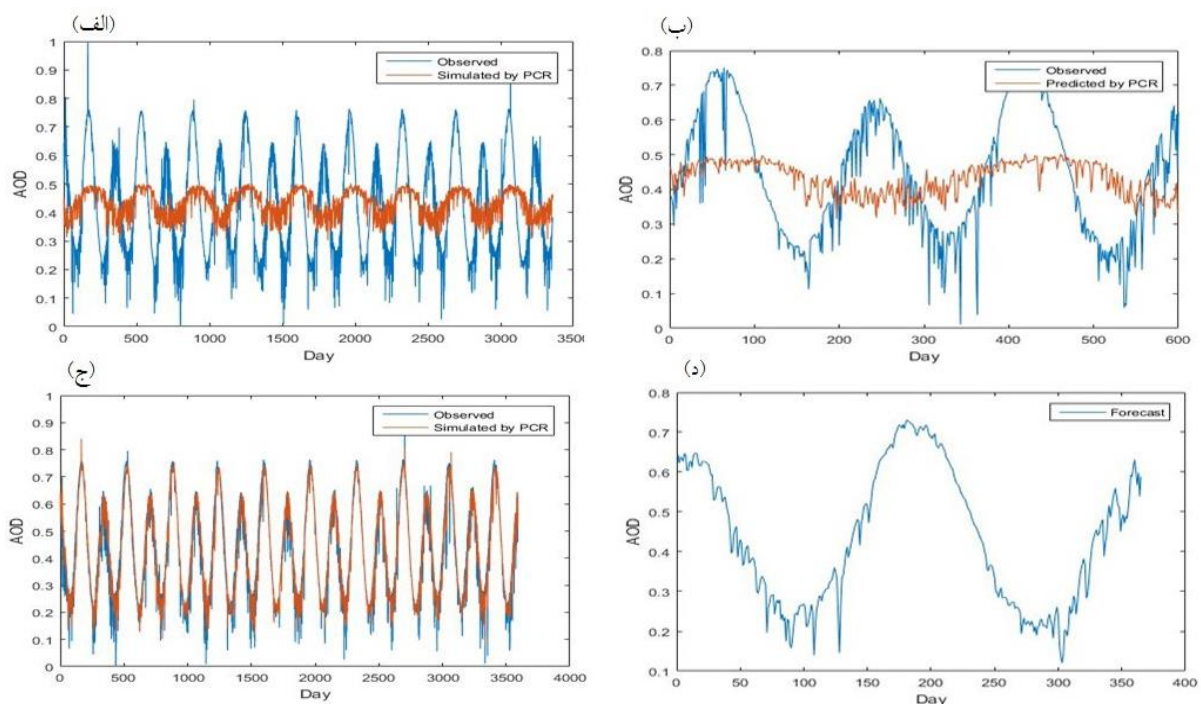 (الف)
1
0.9
0.8
0.7
0.6
0.5
0.4
0.3
0.2
0.1
0
AOD
Observed
Simulated by PCR
0 500 1000 1500 2000 2500 3000 3500
Day
(ب)
0.8
0.7
0.6
0.5
0.4
0.3
0.2
0.1
0
AOD
Observed
Predicted by PCR
0 100 200 300 400 500 600
Day
(ج)
1
0.9
0.8
0.7
0.6
0.5
0.4
0.3
0.2
0.1
0
AOD
Observed
Simulated by PCR
0 500 1000 1500 2000 2500 3000 3500 4000
Day
(د)
0.8
0.7
0.6
0.5
0.4
0.3
0.2
0.1
AOD
Forecast
0 50 100 150 200 250 300 350 400
Day